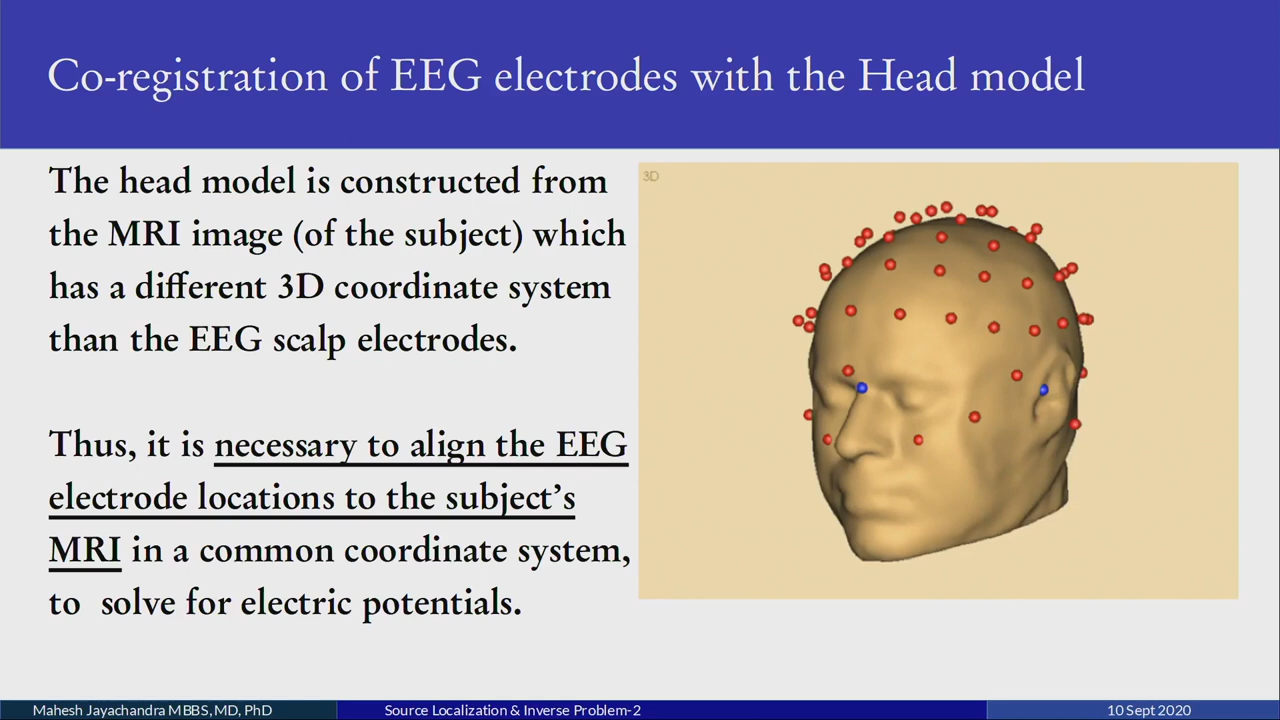 Co-registration of EEG electrodes with the Head model
The head model is constructed from
the MRI image (of the subject) which
has a different 3D coordinate system
than the EEG scalp electrodes.
Thus, it is necessary to align the EEG
electrode locations to the subject's
MRI in a common coordinate system,
to solve for electric potentials.
3D
Mahesh Jayachandra MBBS, MD, PhD
Source Localization & Inverse Problem-2
10 Sept 2020